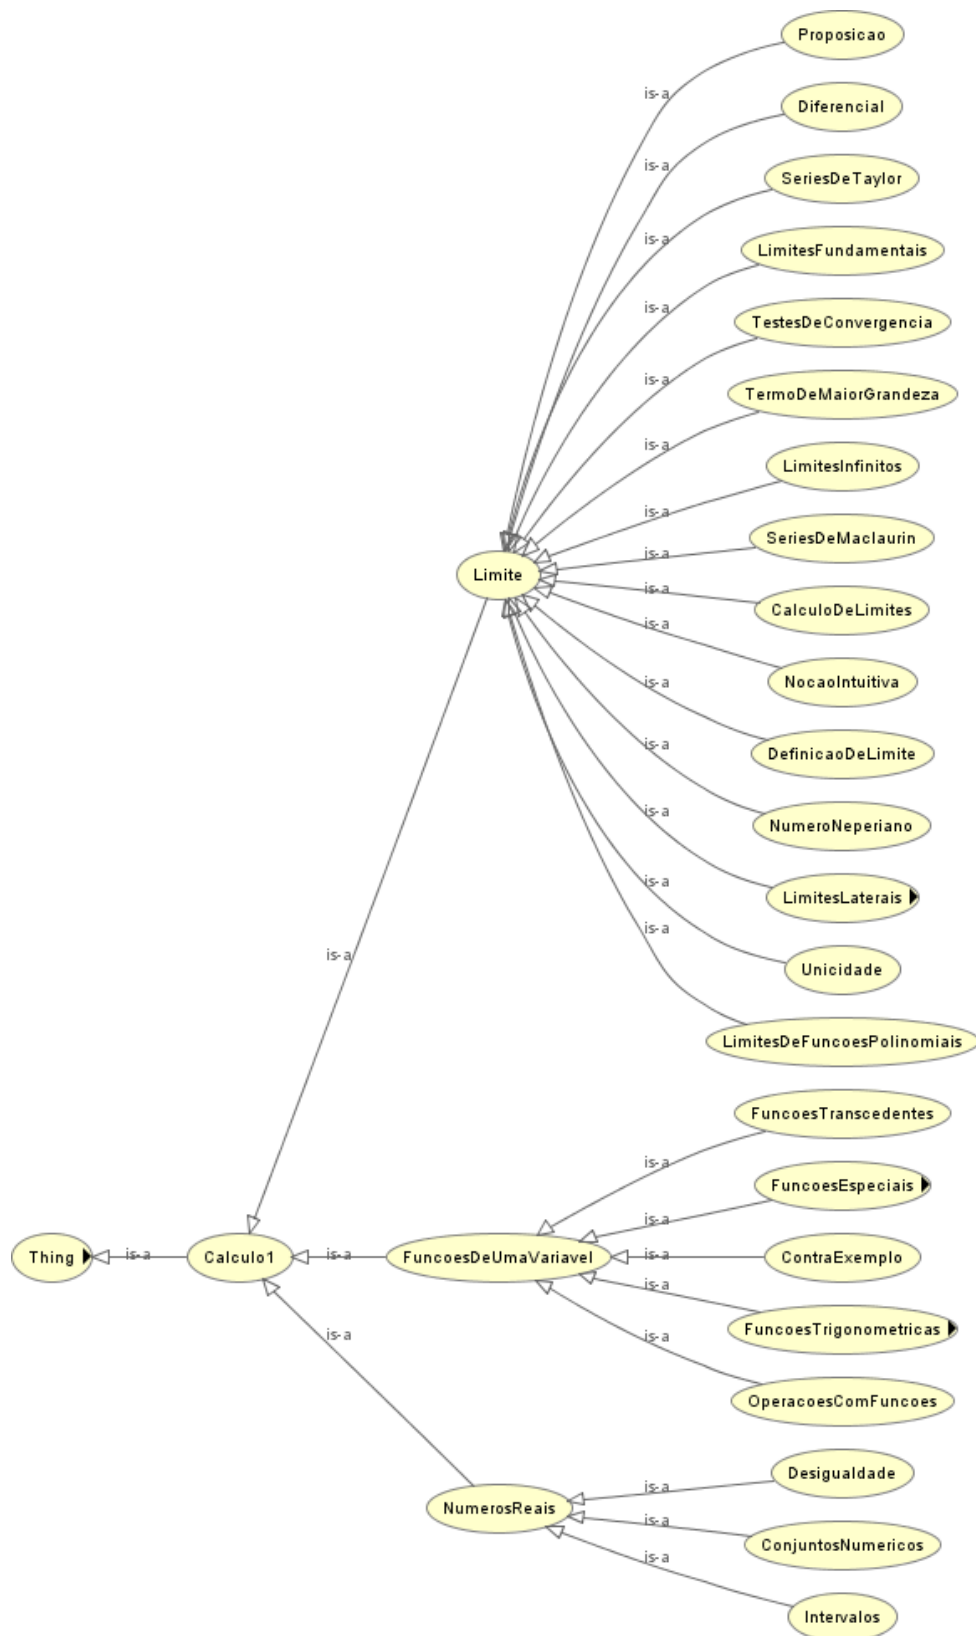 Proposicao
is-a
Diferencial
is-a
SeriesDeTaylor
is-a
LimitesFundamentais
is-a
TestesDeConvergencia
is-a
TermoDeMaiorGrandeza
is-a
LimitesInfinitos
is-a
SeriesDeMaclaurin
is-a
Limite
is-a
CalculoDeLimites
is-a
NocaoIntuitiva
is-a
DefinicaoDeLimite
is-a
NumeroNeperiano
is-a
LimitesLaterais
is-a
Unicidade
is-a
is-a
LimitesDeFuncoesPolinomiais
FuncoesTranscedentes
is-a
FuncoesEspeciais
is-a
Thing
is-a
Calculo1
is-a
FuncoesDeUmaVariavel
is-a
ContraExemplo
is-a
FuncoesTrigonometricas
is-a
is-a
OperacoesComFuncoes
Desigualdade
is-a
NumerosReais
is-a
ConjuntosNumericos
is-a
Intervalos